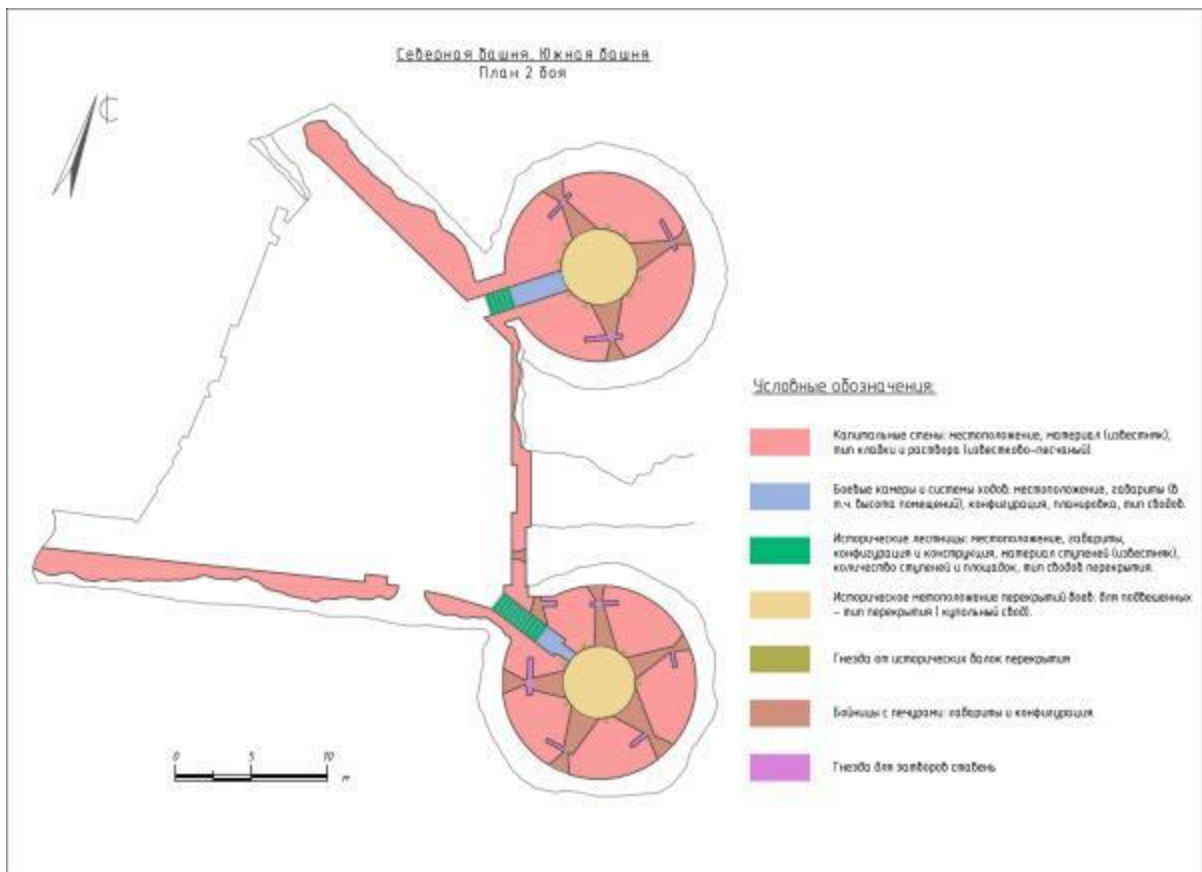 Северная башня. Южная башня
План 2 боя
С
Условные обозначения:
Капитальные стены: местоположение, материал (известняк),
тип кладки и раствора (известково-песчаный).
Боевые камеры и системы ходов: местоположение, габариты (в
т.ч. высота помещений), конфигурация, планировка, тип сводов.
Исторические лестницы: местоположение, габариты,
конфигурация и конструкция, материал ступеней (известняк),
количество ступеней и площадок, тип сводов перекрытия.
Историческое метоположение перекрытий боев: для подвешенных
- тип перекрытия ( купольный свод).
Гнезда от исторических балок перекрытия
Бойницы с печурами: габариты и конфигурация
Гнезда для затворов ставень
0 5 10
м